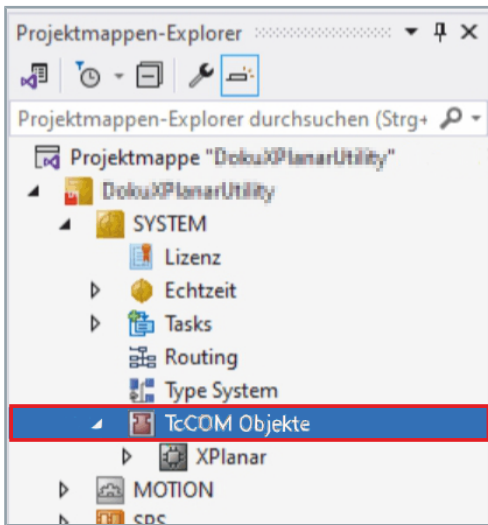 Projektmappen-Explorer
Projektmappen-Explorer durchsuchen (Strg+
Projektmappe "DokuXPlanarUtility"
DokuXPlanarUtility
SYSTEM
Lizenz
Echtzeit
Tasks
Routing
Type System
TcCOM Objekte
XPlanar
MOTION
SPS